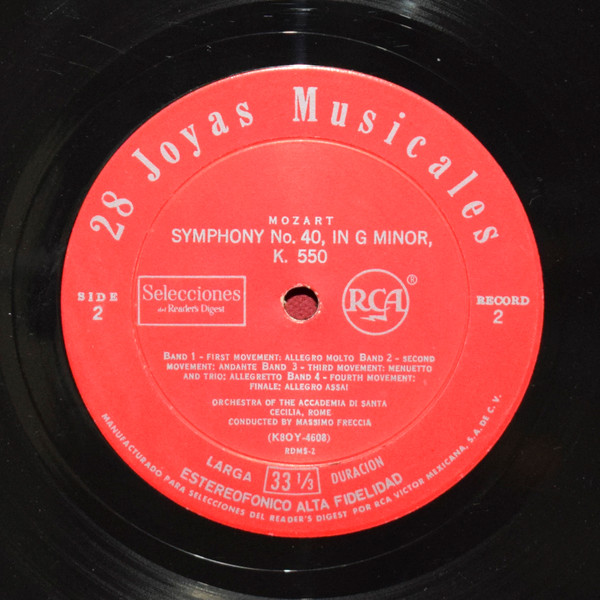 28 Joyas Musicales
MOZART
SYMPHONY No. 40, IN G MINOR,
K. 550
SIDE
2
Selecciones
del Reader's Digest
RCA®
RECORD
2
BAND 1 - FIRST MOVEMENT: ALLEGRO MOLTO BAND 2 - SECOND
MOVEMENT: ANDANTE BAND 3 - THIRD MOVEMENT: MENUETTO
AND TRIO: ALLEGRETTO BAND 4 - FOURTH MOVEMENT:
FINALE: ALLEGRO ASSAI
ORCHESTRA OF THE ACCADEMIA DI SANTA
CECILIA, ROME
CONDUCTED BY MASSIMO FRECCIA
(K8OY-4608)
RDMS-2
LARGA 33 1/3 DURACION
ESTEREOFONICO ALTA FIDELIDAD
MANUFACTURADO PARA SELECCIONES DEL READER'S DIGEST POR RCA VICTOR MEXICANA, S.A. DE C.V.